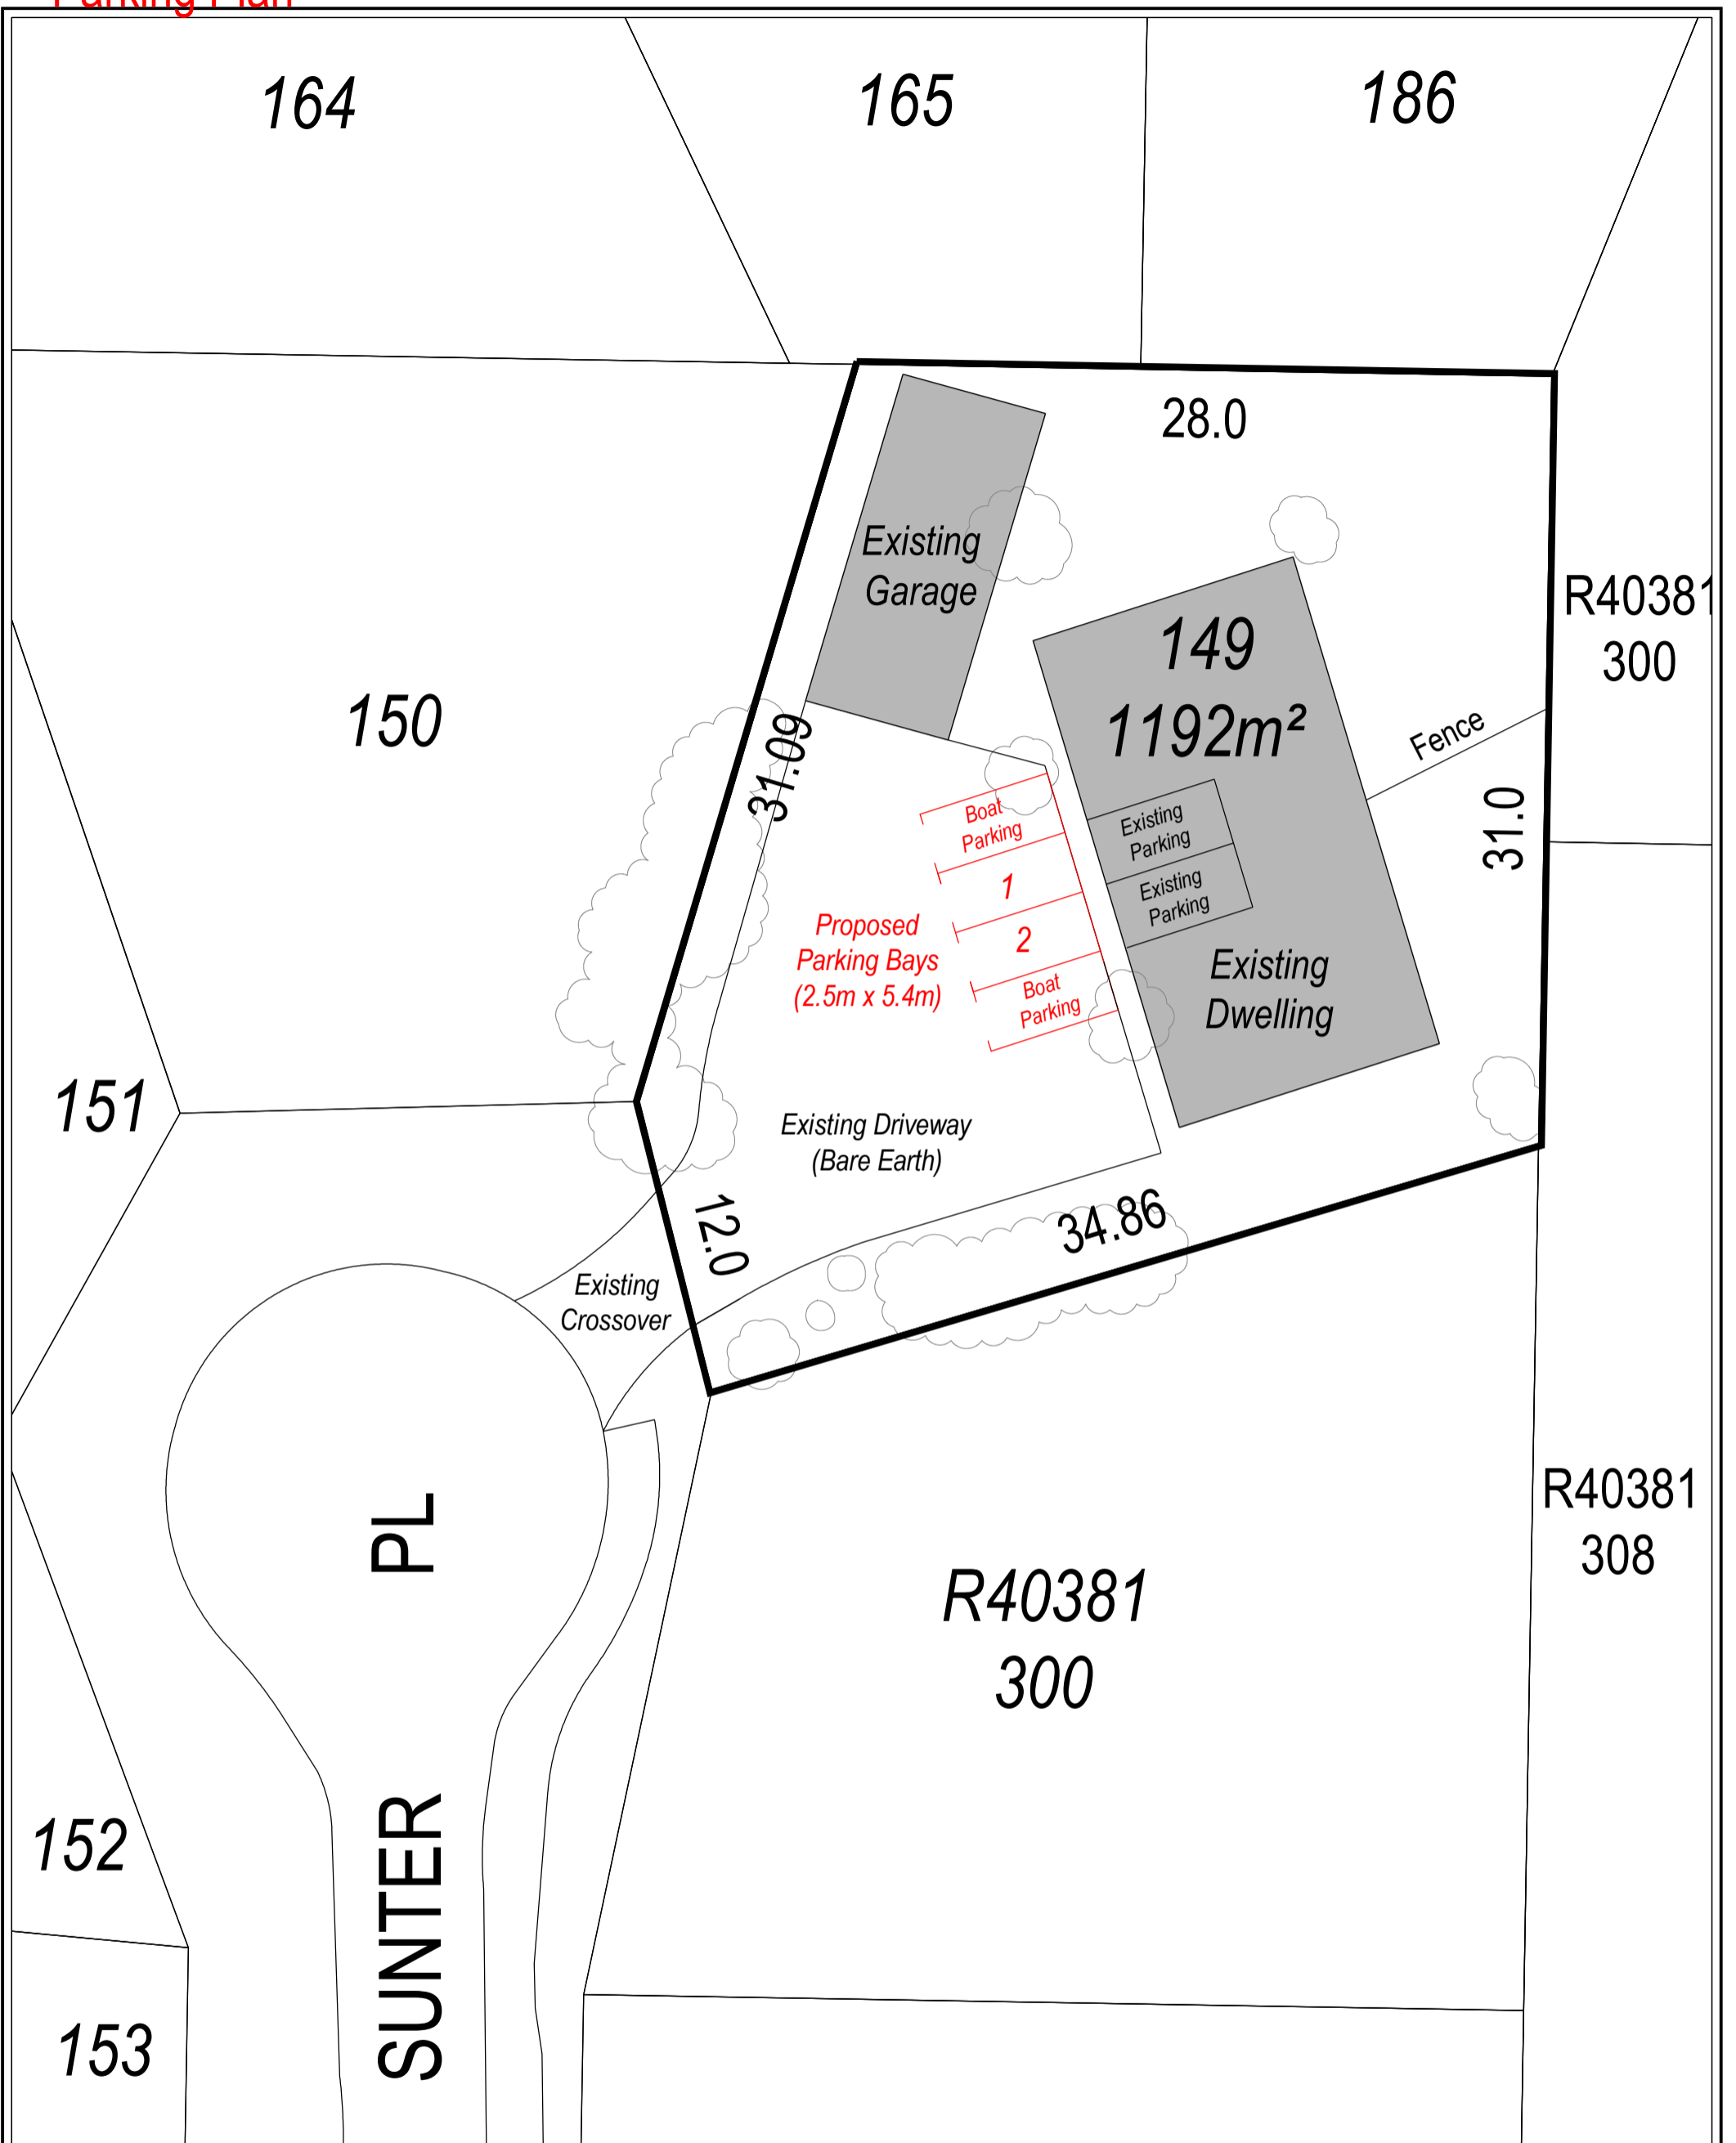 Parking Plan
164
165
186
28.0
Existing
Garage
149
1192m²
R40381
300
150
31.09
Fence
31.0
Boat
Parking
Existing
Parking
1
Existing
Parking
2
Proposed
Parking Bays
(2.5m x 5.4m)
Boat
Parking
Existing
Dwelling
151
Existing Driveway
(Bare Earth)
12.0
34.86
Existing
Crossover
R40381
308
R40381
300
SUNTER PL
152
153